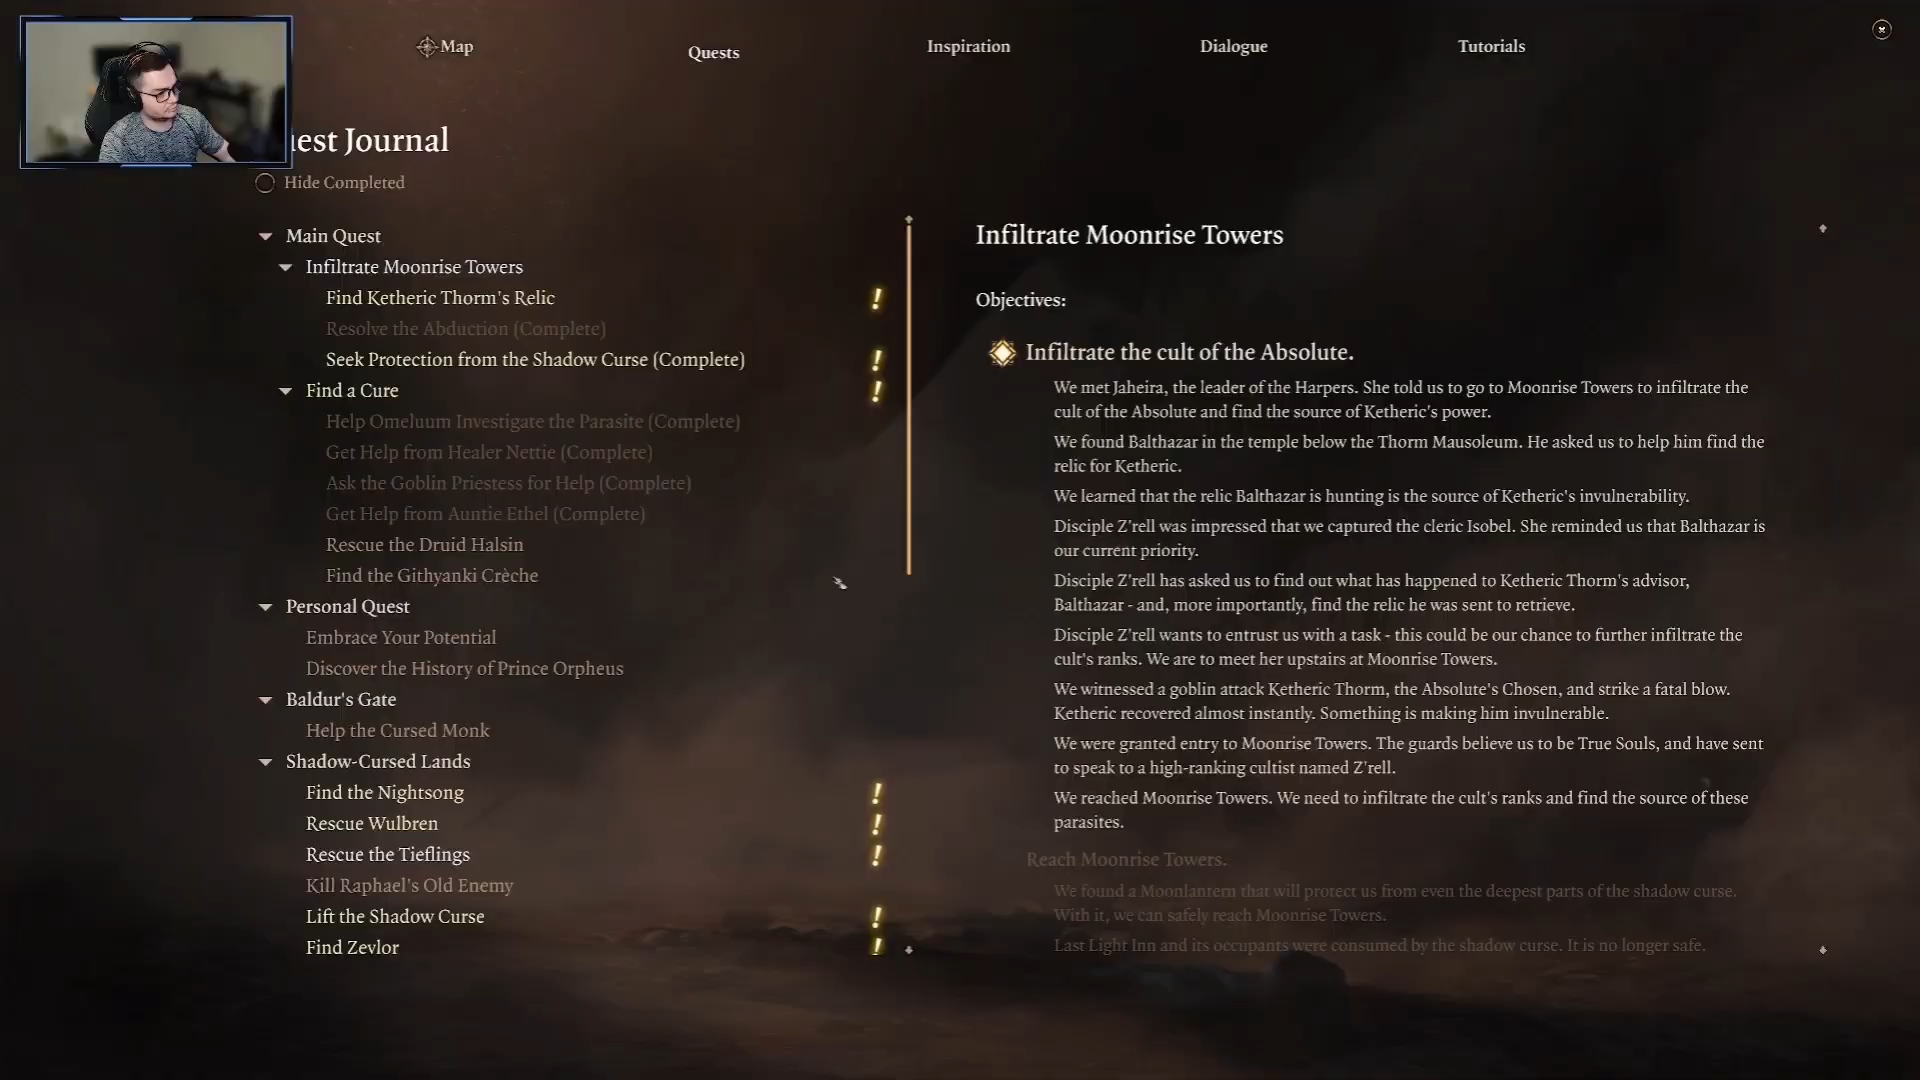 Map
Quests
Inspiration
Dialogue
Tutorials
est Journal
Hide Completed
Main Quest
Infiltrate Moonrise Towers
Find Ketheric Thorm's Relic
Resolve the Abduction (Complete)
Seek Protection from the Shadow Curse (Complete)
Find a Cure
Help Omeluum Investigate the Parasite (Complete)
Get Help from Healer Nettie (Complete)
Ask the Goblin Priestess for Help (Complete)
Get Help from Auntie Ethel (Complete)
Rescue the Druid Halsin
Find the Githyanki Crèche
Personal Quest
Embrace Your Potential
Discover the History of Prince Orpheus
Baldur's Gate
Help the Cursed Monk
Shadow-Cursed Lands
Find the Nightsong
Rescue Wulbren
Rescue the Tieflings
Kill Raphael's Old Enemy
Lift the Shadow Curse
Find Zevlor
Infiltrate Moonrise Towers
Objectives:
Infiltrate the cult of the Absolute.
We met Jaheira, the leader of the Harpers. She told us to go to Moonrise Towers to infiltrate the
cult of the Absolute and find the source of Ketheric's power.
We found Balthazar in the temple below the Thorm Mausoleum. He asked us to help him find the
relic for Ketheric.
We learned that the relic Balthazar is hunting is the source of Ketheric's invulnerability.
Disciple Z'rell was impressed that we captured the cleric Isobel. She reminded us that Balthazar is
our current priority.
Disciple Z'rell has asked us to find out what has happened to Ketheric Thorm's advisor,
Balthazar - and, more importantly, find the relic he was sent to retrieve.
Disciple Z'rell wants to entrust us with a task - this could be our chance to further infiltrate the
cult's ranks. We are to meet her upstairs at Moonrise Towers.
We witnessed a goblin attack Ketheric Thorm, the Absolute's Chosen, and strike a fatal blow.
Ketheric recovered almost instantly. Something is making him invulnerable.
We were granted entry to Moonrise Towers. The guards believe us to be True Souls, and have sent
to speak to a high-ranking cultist named Z'rell.
We reached Moonrise Towers. We need to infiltrate the cult's ranks and find the source of these
parasites.
Reach Moonrise Towers.
We found a Moonlantern that will protect us from even the deepest parts of the shadow curse.
With it, we can safely reach Moonrise Towers.
Last Light Inn and its occupants were consumed by the shadow curse. It is no longer safe.